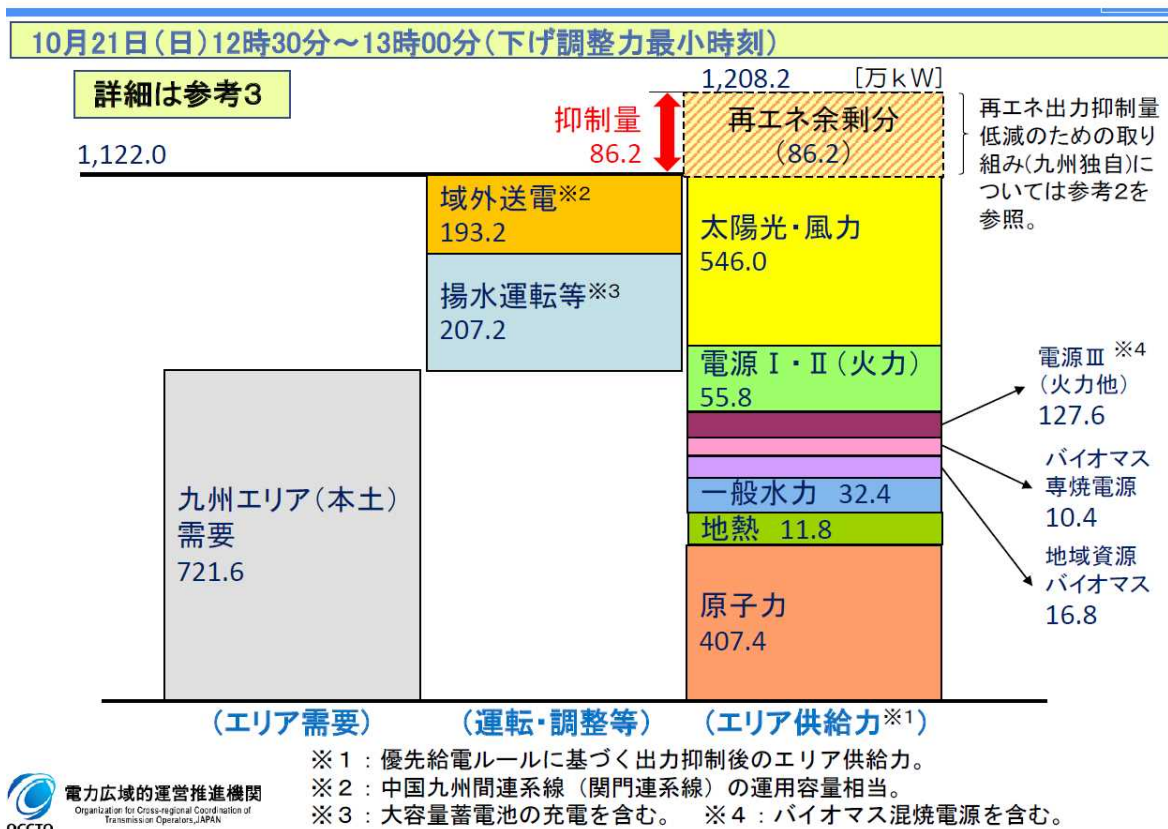 10月21日(日)12時30分～13時00分(下げ調整力最小時刻)
詳細は参考3
1,208.2 [万kW]
抑制量
86.2
再エネ余剰分
(86.2)
再エネ出力抑制量
低減のための取り
組み(九州独自)に
ついては参考2を
参照。
1,122.0
域外送電※2
193.2
太陽光・風力
546.0
揚水運転等※3
207.2
電源Ⅰ・Ⅱ(火力)
55.8
電源Ⅲ ※4
(火力他)
127.6
バイオマス
専焼電源
10.4
地域資源
バイオマス
16.8
一般水力 32.4
地熱 11.8
九州エリア(本土)
需要
721.6
原子力
407.4
(エリア需要) (運転・調整等) (エリア供給力※1)
※1：優先給電ルールに基づく出力抑制後のエリア供給力。
※2：中国九州間連系線（関門連系線）の運用容量相当。
※3：大容量蓄電池の充電を含む。 ※4：バイオマス混焼電源を含む。
電力広域的運営推進機関
Organization for Cross-regional Coordination of
Transmission Operators,JAPAN
OCCTO